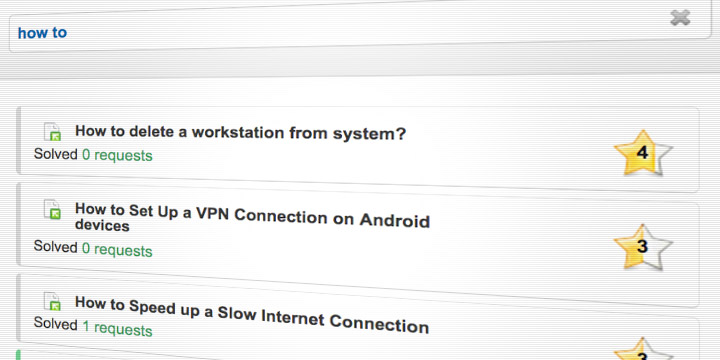 how to
How to delete a workstation from system?
Solved 0 requests
4
How to Set Up a VPN Connection on Android
devices
Solved 0 requests
3
How to Speed up a Slow Internet Connection
Solved 1 requests